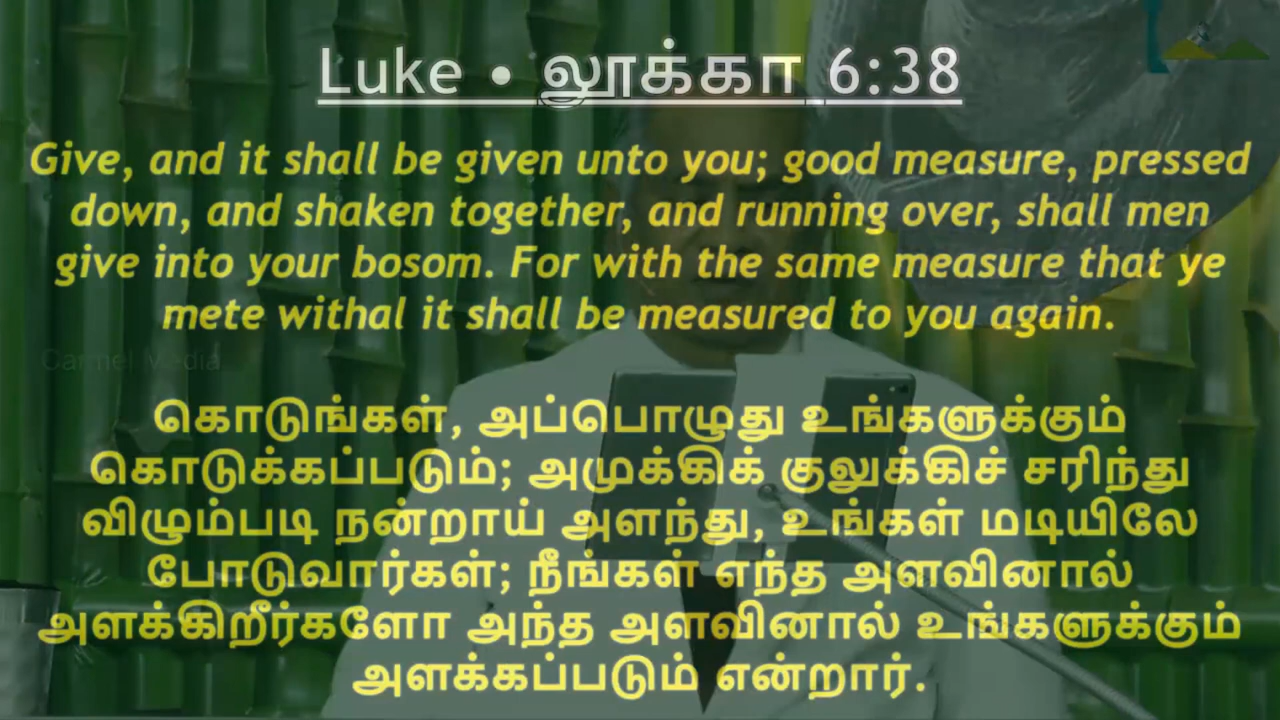 Luke • லூக்கா 6:38
Give, and it shall be given unto you; good measure, pressed
down, and shaken together, and running over, shall men
give into your bosom. For with the same measure that ye
mete withal it shall be measured to you again.
Carmel Media
கொடுங்கள், அப்பொழுது உங்களுக்கும்
கொடுக்கப்படும்; அமுக்கிக் குலுக்கிச் சரிந்து
விழும்படி நன்றாய் அளந்து, உங்கள் மடியிலே
போடுவார்கள்; நீங்கள் எந்த அளவினால்
அளக்கிறீர்களோ அந்த அளவினால் உங்களுக்கும்
அளக்கப்படும் என்றார்.